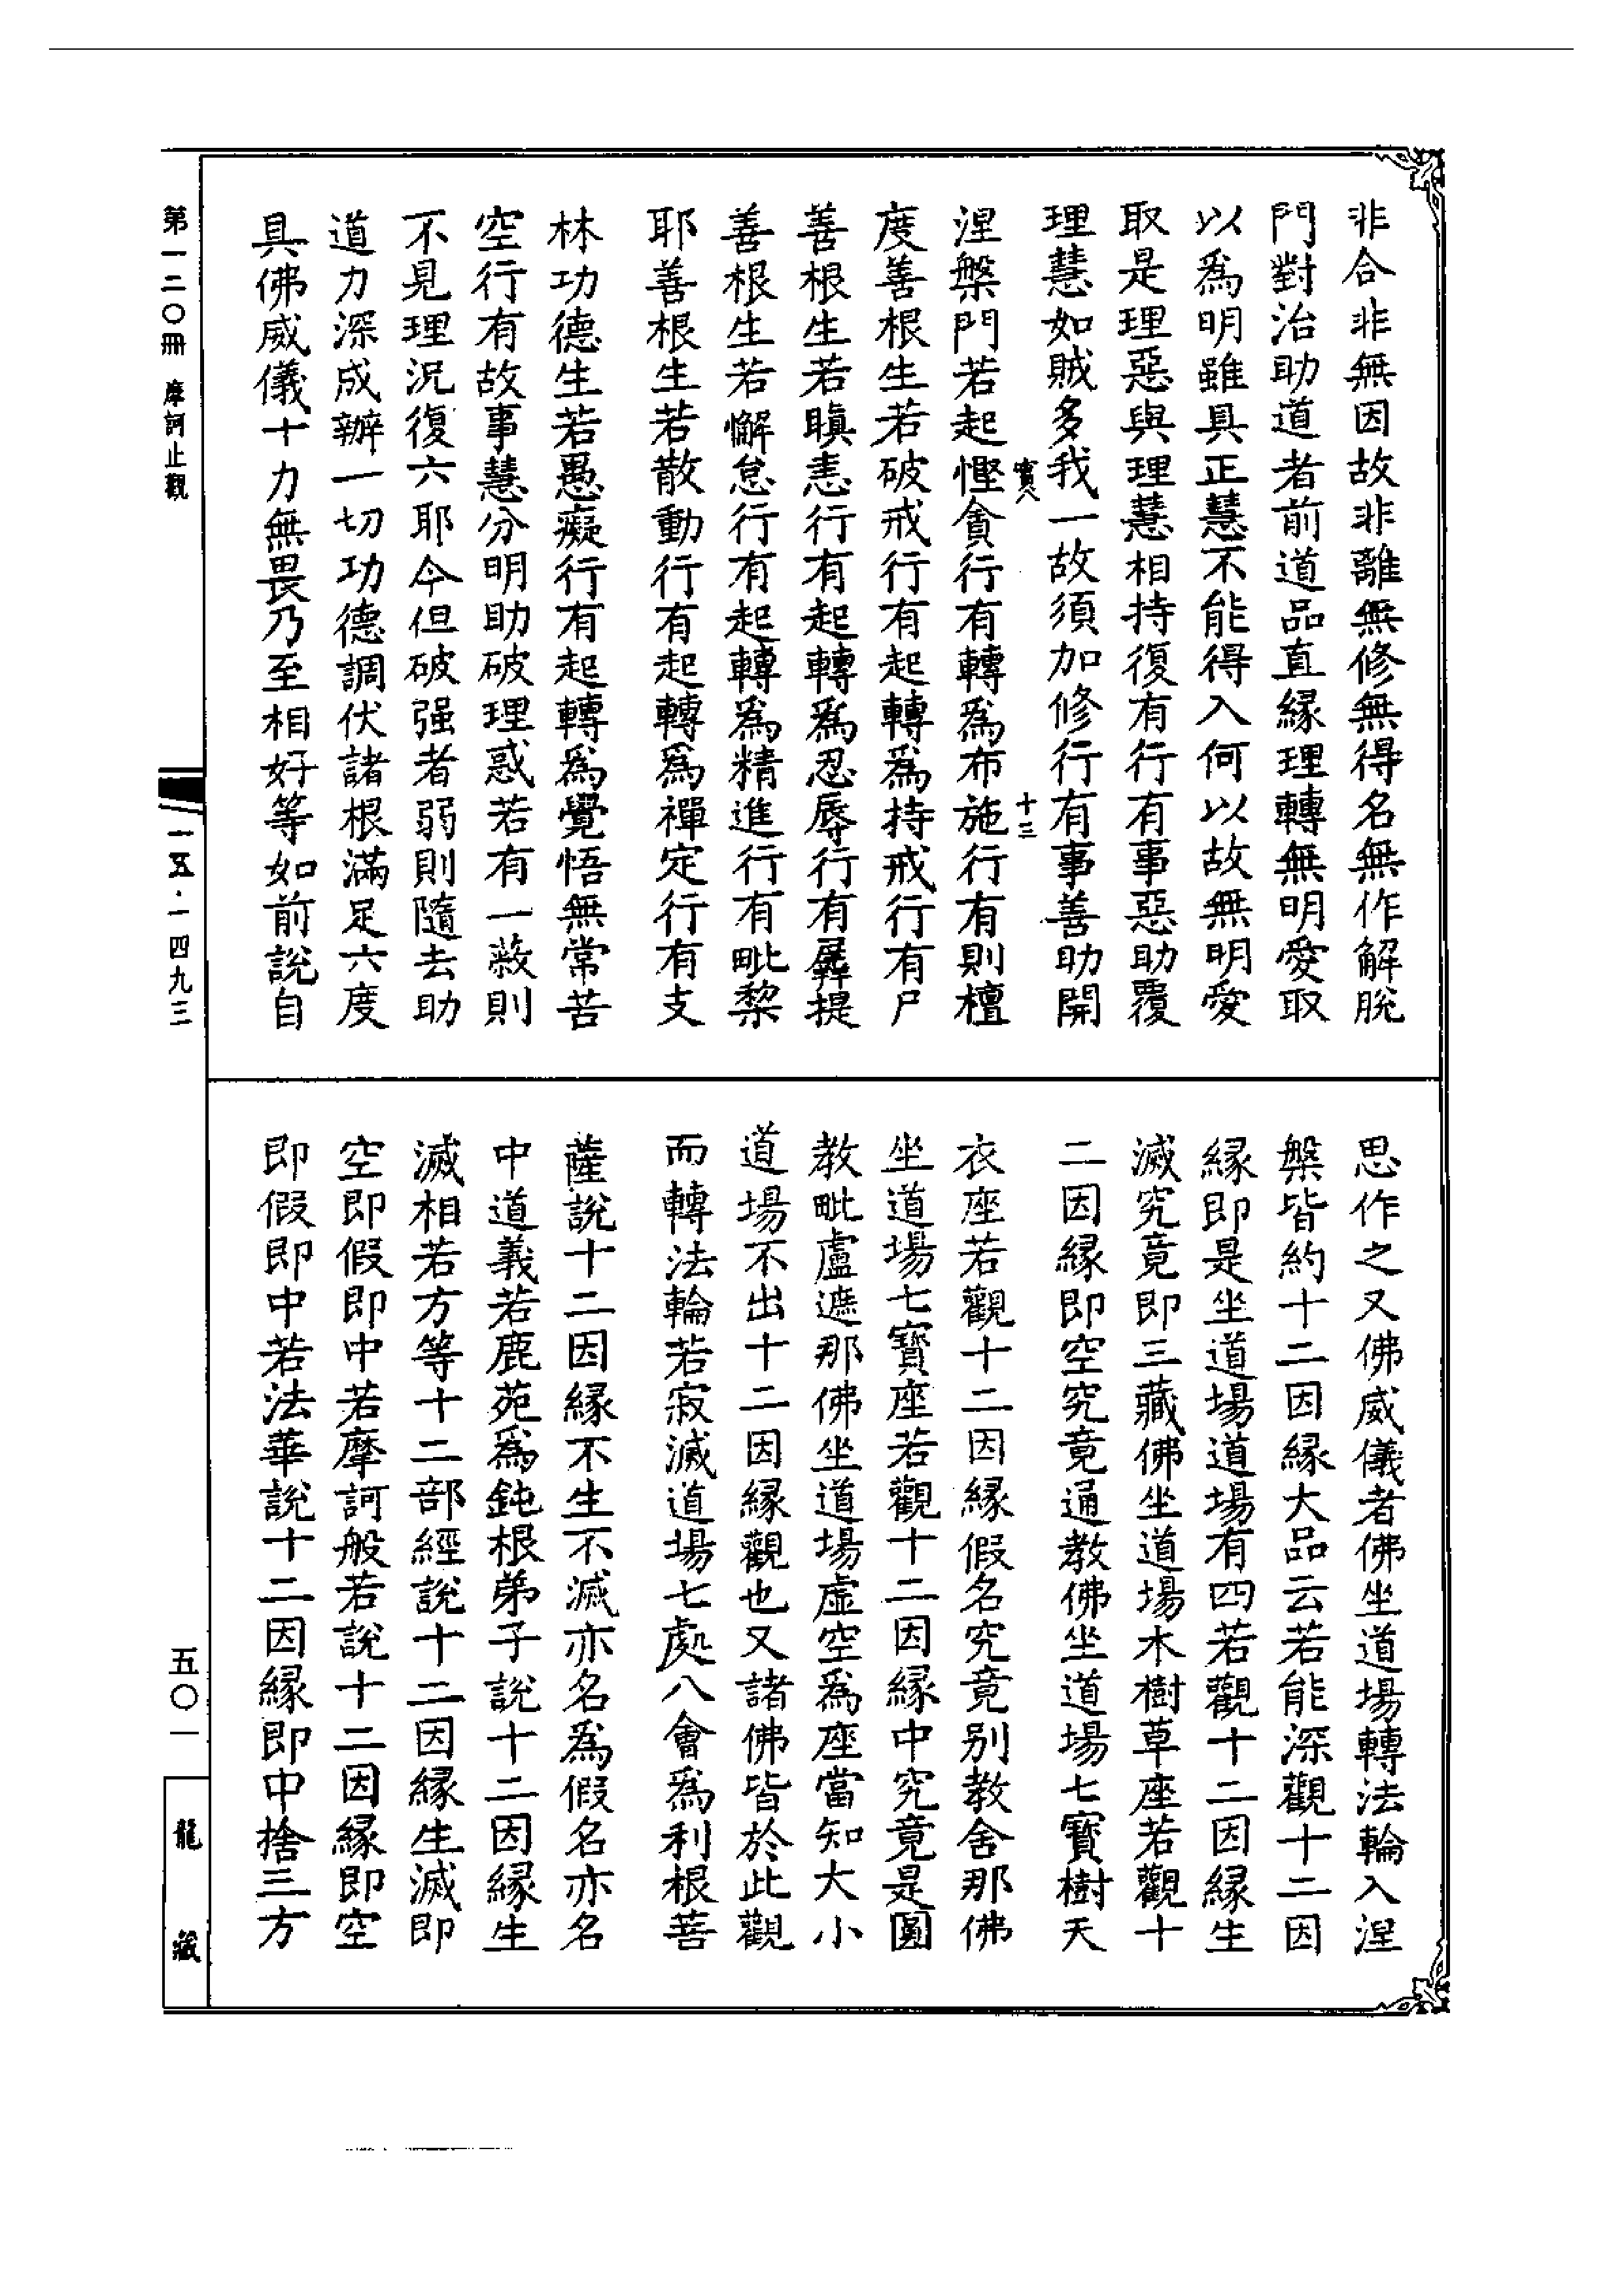 非合非無因故非離無修無得名無作解脫
門對治助道者前道品直緣理轉無明愛取
以為明雖具正慧不能得入何以故無明愛
取是理惡與理慧相持復有行有事惡助覆
理慧如賊多我一故須加修行有事善助開
十三
涅槃門若起慳貪行有轉為布施行有則檀
度善根生若破戒行有起轉為持戒行有尸
善根生若瞋恚行有起轉為忍辱行有羼提
善根生若懈怠行有起轉為精進行有毗棃
耶善根生若散動行有起轉為禪定行有支
林功德生若愚癡行有起轉為覺悟無常苦
空行有故事慧分明助破理惑若有一蔽則
不見理況復六耶今但破强者弱則隨去助
道力深成辦一切功德調伏諸根滿足六度
具佛威儀十力無畏乃至相好等如前說自
思作之又佛威儀者佛坐道場轉法輪入涅
槃皆約十二因緣大品云若能深觀十二因
緣即是坐道場道場有四若觀十二因緣生
滅究竟即三藏佛坐道場木樹草座若觀十
二因緣即空究竟通教佛坐道場七寶樹天
衣座若觀十二因緣假名究竟別教舍那佛
坐道場七寶座若觀十二因緣中究竟是圓
教毗盧遮那佛坐道場虛空為座當知大小
道場不出十二因緣觀也又諸佛皆於此觀
而轉法輪若寂滅道場七處八會為利根菩
薩說十二因緣不生不滅亦名為假名亦名
中道義若鹿苑為鈍根弟子說十二因緣生
滅相若方等十二部經說十二因緣生滅即
空即假即中若摩訶般若說十二因緣即空
即假即中若法華說十二因緣即中捨三方
第一二〇冊 摩訶止觀
一五·一四九三
五〇一
龍藏